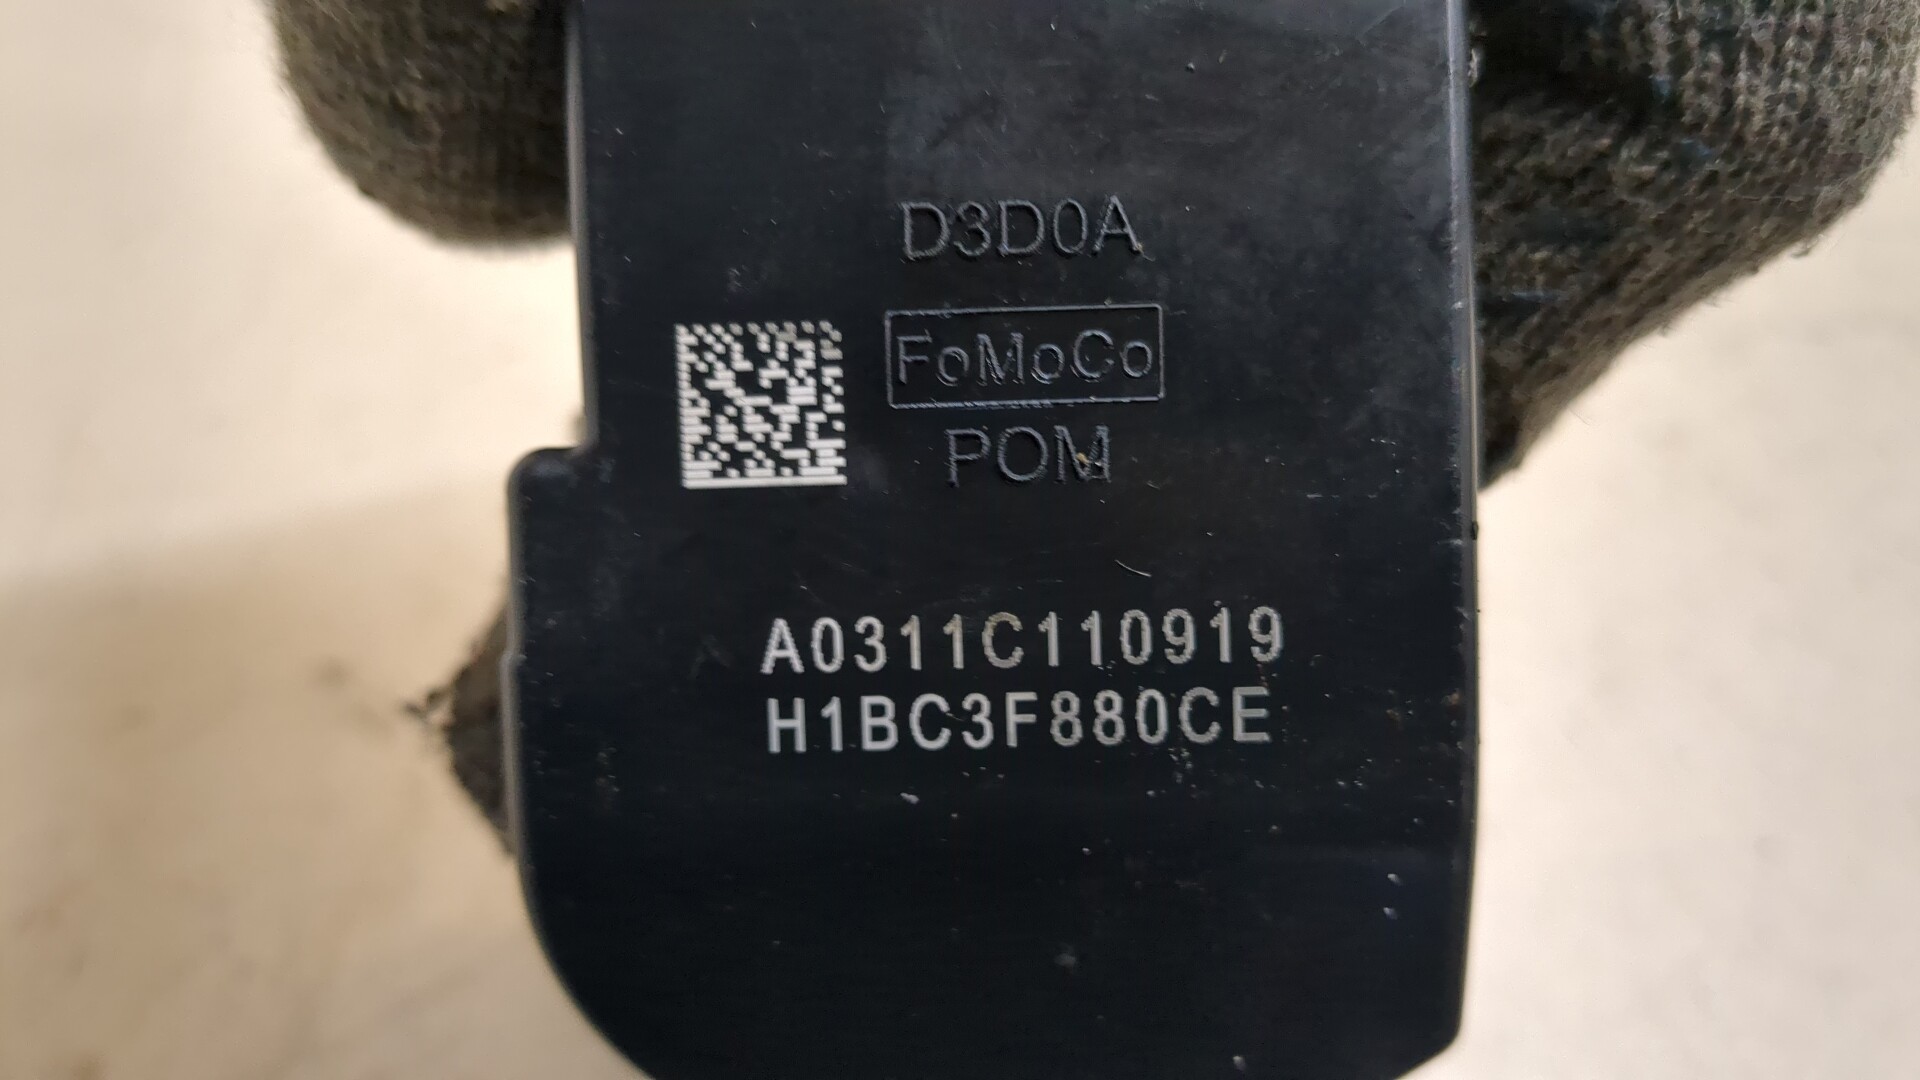 D3D0A
FoMoCo
POM
A0311C110919
H1BC3F880CE